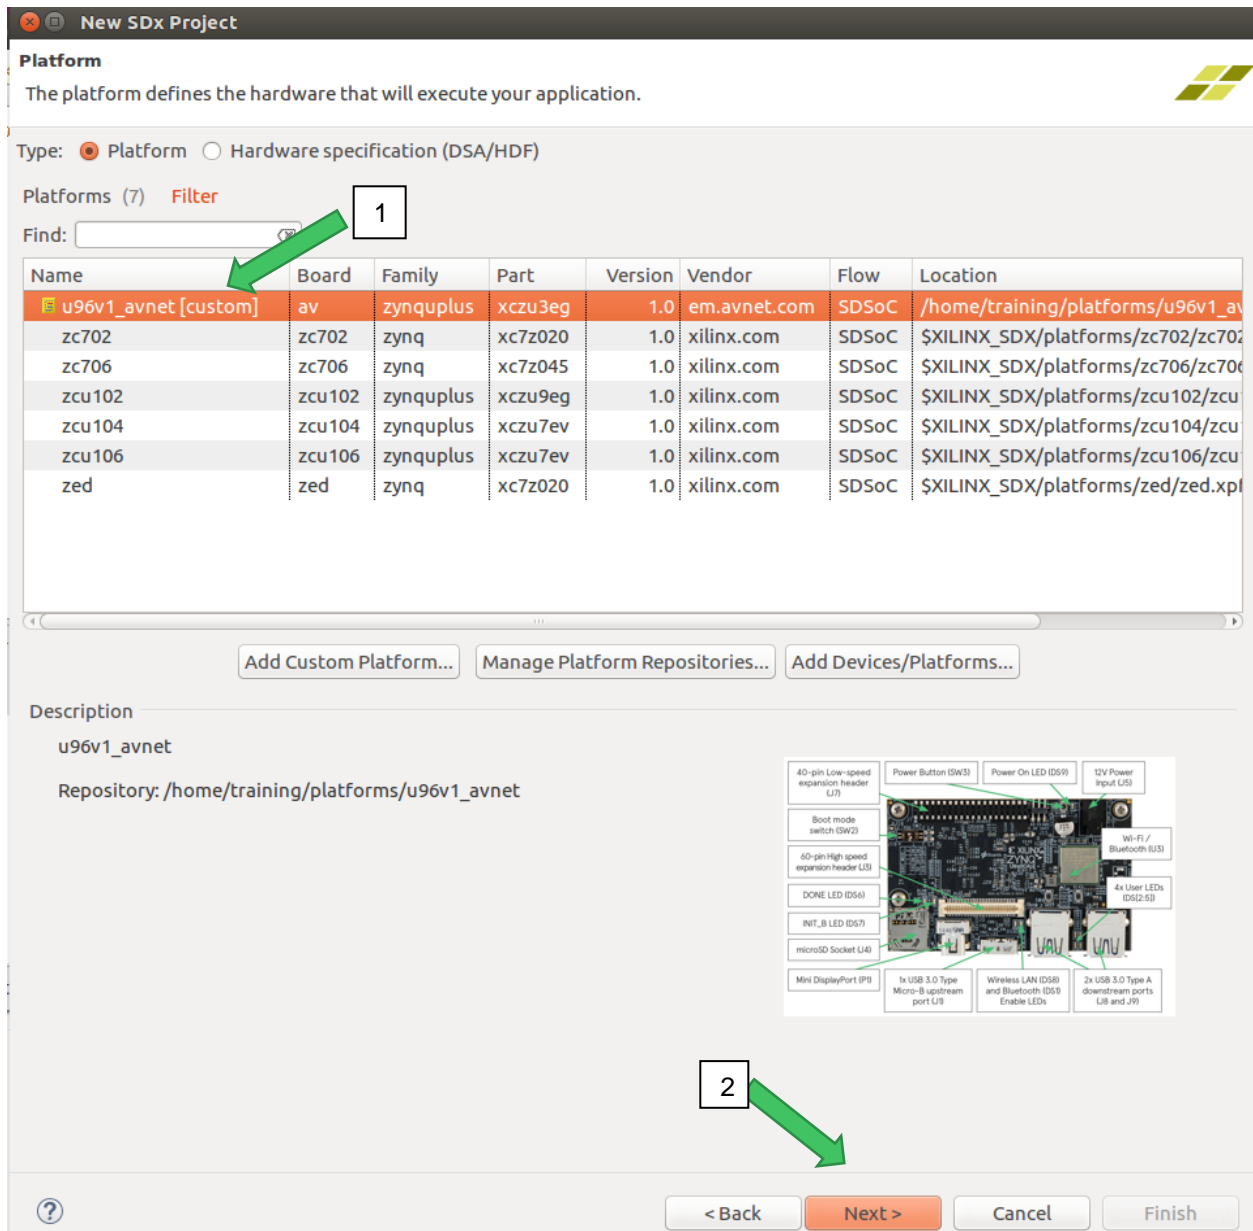 New SDx Project
Platform
The platform defines the hardware that will execute your application.
Type: Platform Hardware specification (DSA/HDF)
Platforms (7) Filter
1
Find:
Name Board Family Part Version Vendor Flow Location
u96v1_avnet [custom] av zynquplus xczu3eg 1.0 em.avnet.com SDSoC /home/training/platforms/u96v1_av
zc702 zc702 zynq xc7z020 1.0 xilinx.com SDSoC $XILINX_SDX/platforms/zc702/zc702
zc706 zc706 zynq xc7z045 1.0 xilinx.com SDSoC $XILINX_SDX/platforms/zc706/zc706
zcu102 zcu102 zynquplus xczu9eg 1.0 xilinx.com SDSoC $XILINX_SDX/platforms/zcu102/zcu
zcu104 zcu104 zynquplus xczu7ev 1.0 xilinx.com SDSoC $XILINX_SDX/platforms/zcu104/zcu
zcu106 zcu106 zynquplus xczu7ev 1.0 xilinx.com SDSoC $XILINX_SDX/platforms/zcu106/zcu
zed zed zynq xc7z020 1.0 xilinx.com SDSoC $XILINX_SDX/platforms/zed/zed.xpf
Add Custom Platform... Manage Platform Repositories... Add Devices/Platforms...
Description
u96v1_avnet
Repository: /home/training/platforms/u96v1_avnet
40-pin Low-speed
expansion header
(J7)
Power Button (SW3)
Power On LED (DS9)
12V Power
Input (J5)
Boot mode
switch (SW2)
Wi-Fi /
Bluetooth (U3)
60-pin High speed
expansion header (J3)
XILINX
ZYNQ
4x User LEDs
(DS[2:5])
DONE LED (DS6)
INIT_B LED (DS7)
microSD Socket (J4)
Mini DisplayPort (P1)
1x USB 3.0 Type
Micro-B upstream
port (J1)
Wireless LAN (DS8)
and Bluetooth (DS1)
Enable LEDs
2x USB 3.0 Type A
downstream ports
(J8 and J9)
2
? < Back Next > Cancel Finish